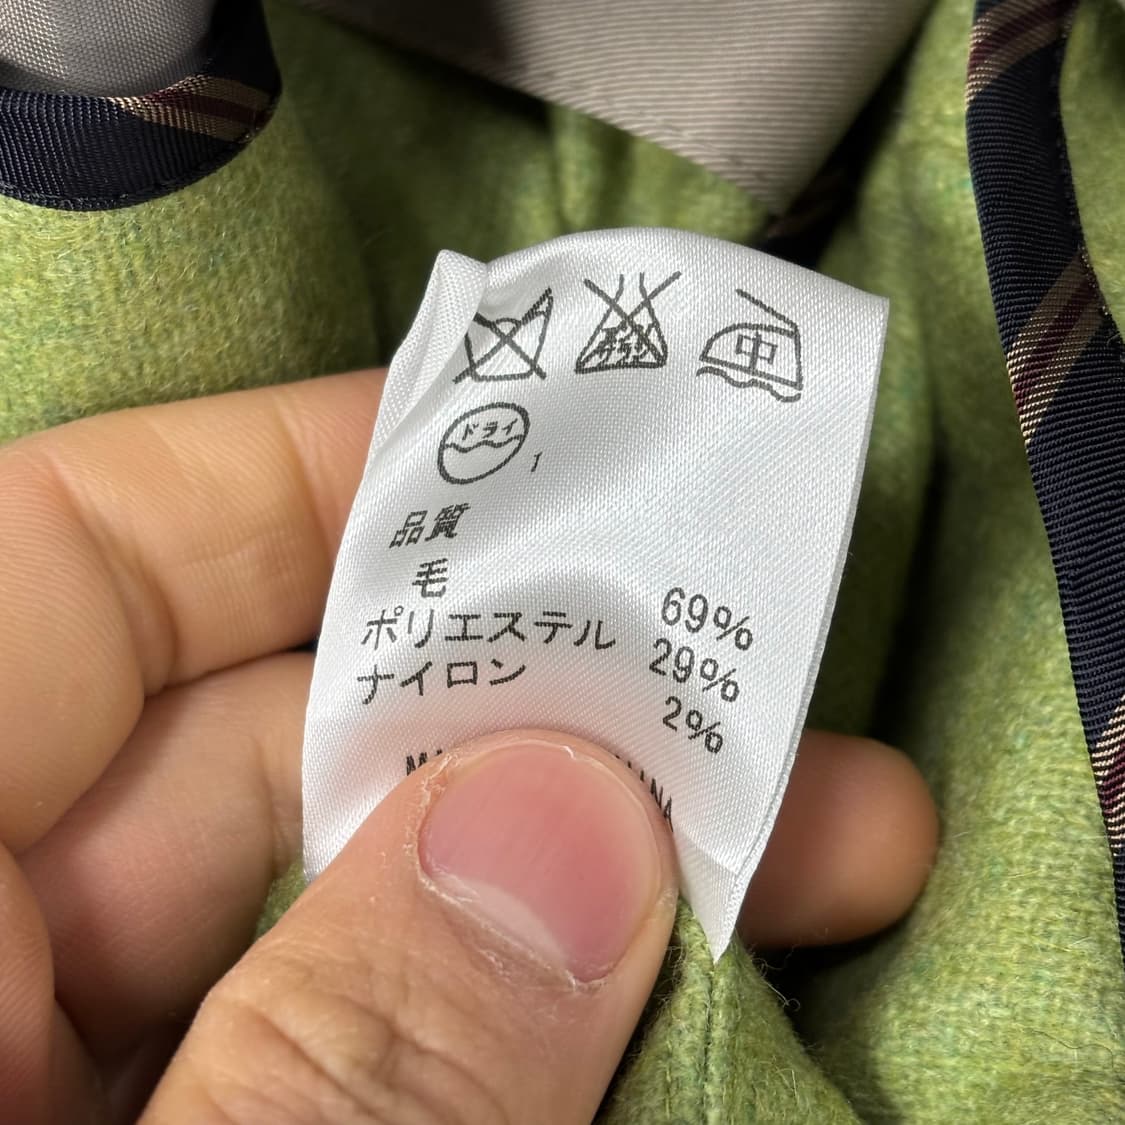 中
ドライ
品質
毛 69%
ポリエステル 29%
ナイロン 2%